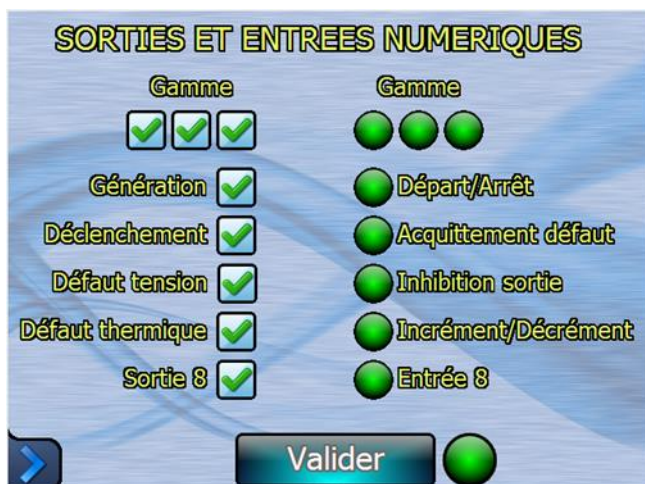 SORTIES ET ENTREES NUMERIQUES
Gamme Gamme
Génération Départ/Arrêt
Déclenchement Acquittement défaut
Défaut tension Inhibition sortie
Défaut thermique Incrément/Décrément
Sortie 8 Entrée 8
Valider